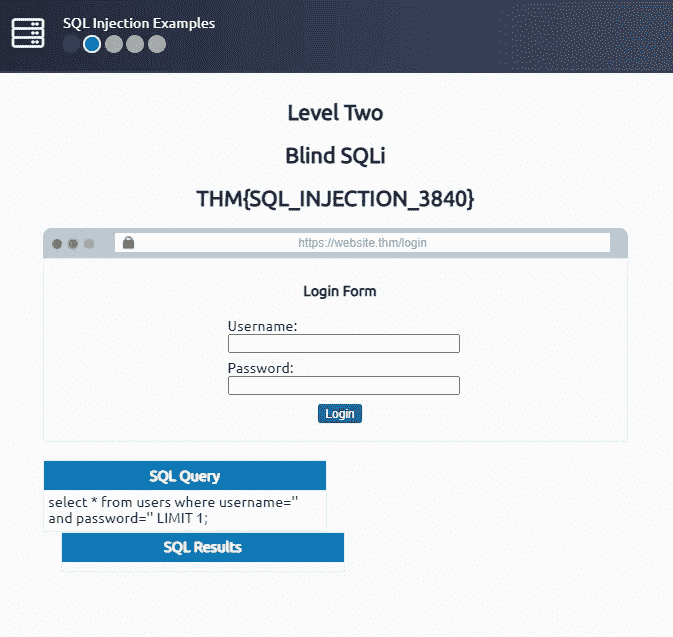 SQL Injection Examples
Level Two
Blind SQLi
THM{SQL_INJECTION_3840}
https://website.thm/login
Login Form
Username:
Password:
Login
SQL Query
select * from users where username=''
and password='' LIMIT 1;
SQL Results